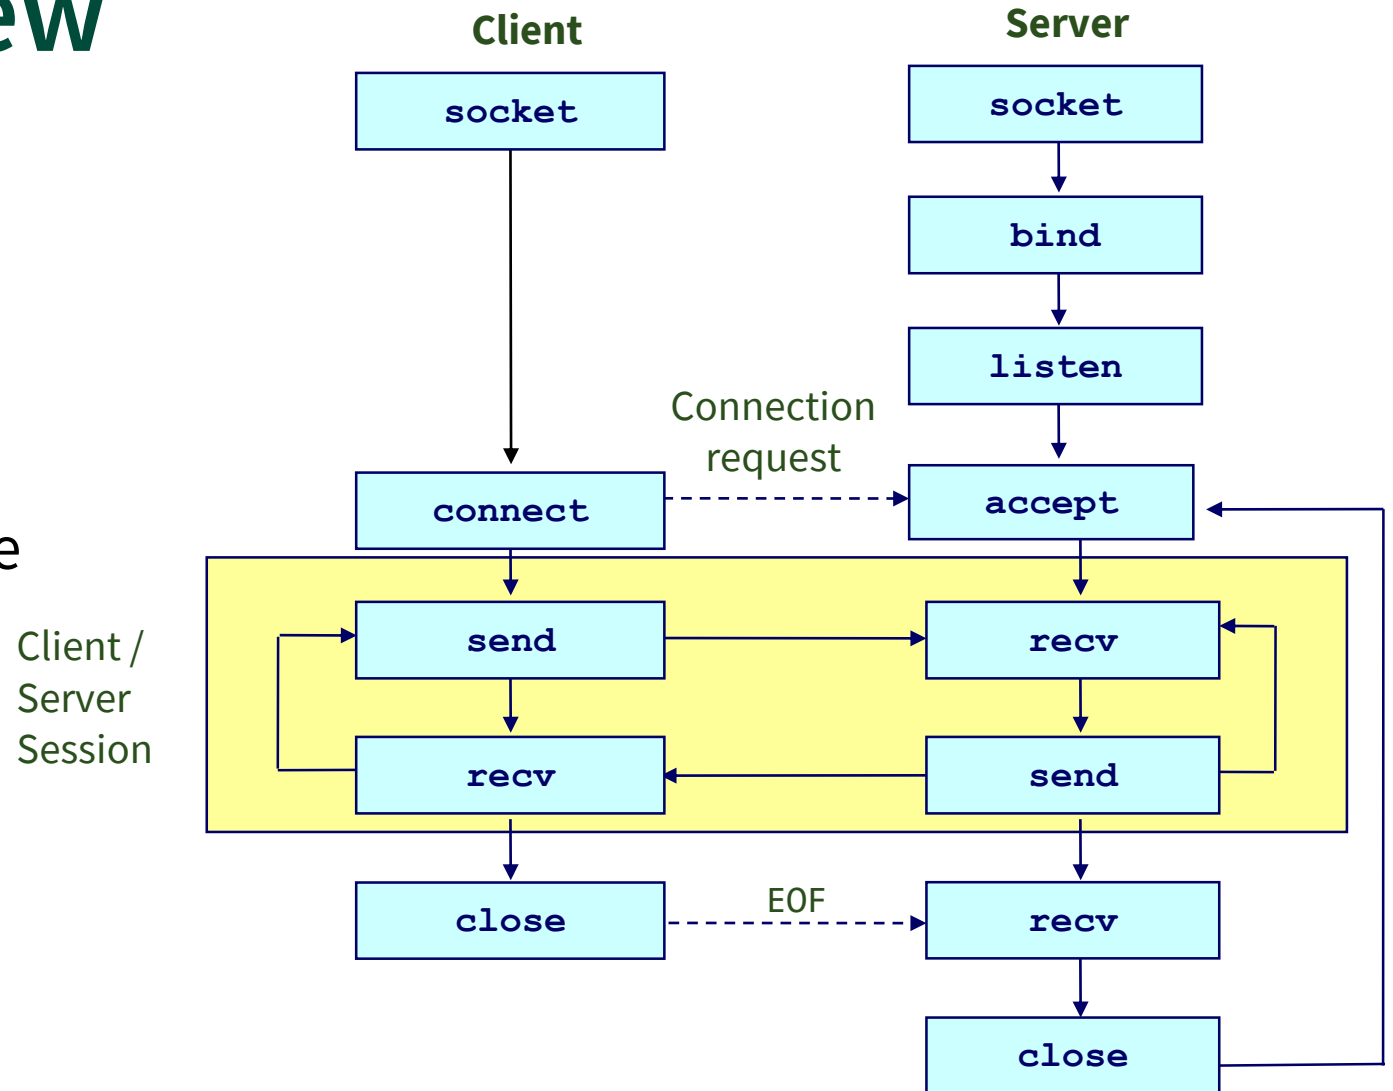 ew
Client
Server
socket
socket
bind
listen
Connection
request
connect
accept
e
Client /
Server
Session
send
recv
recv
send
close
EOF
recv
close